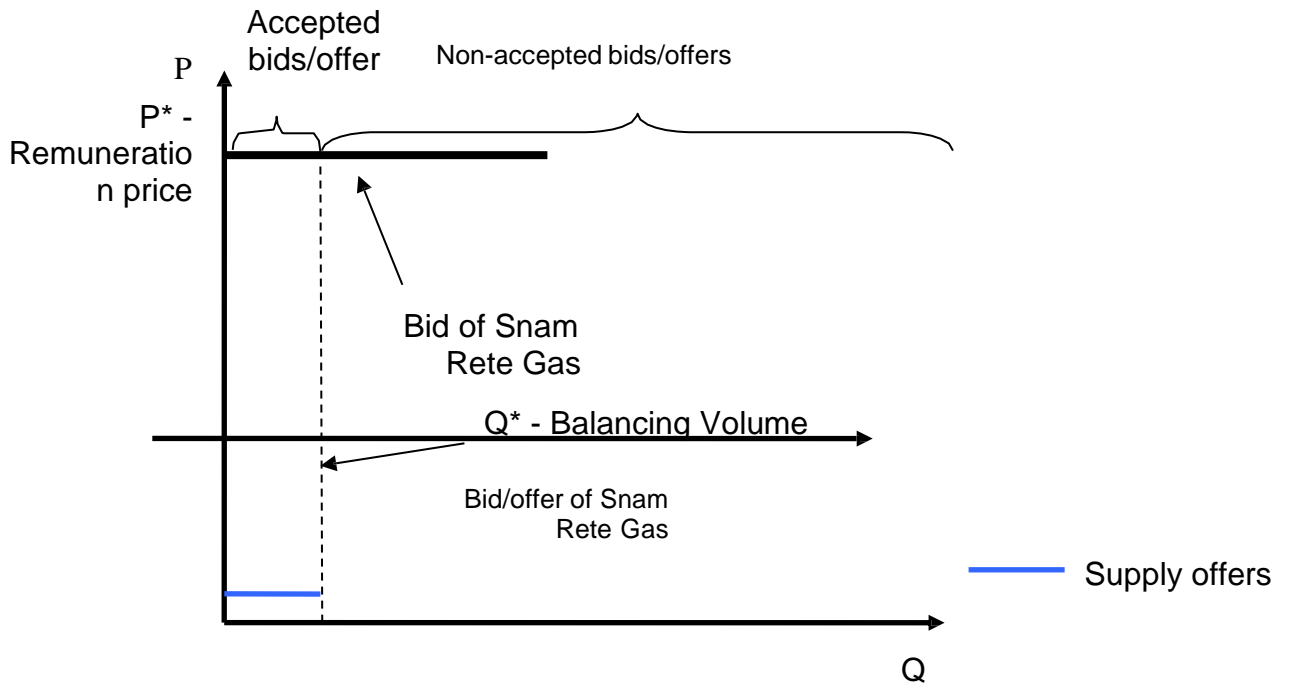 Accepted
bids/offer
Non-accepted bids/offers
P
P* -
Remuneratio
n price
Bid of Snam
Rete Gas
Q* - Balancing Volume
Bid/offer of Snam
Rete Gas
Supply offers
Q